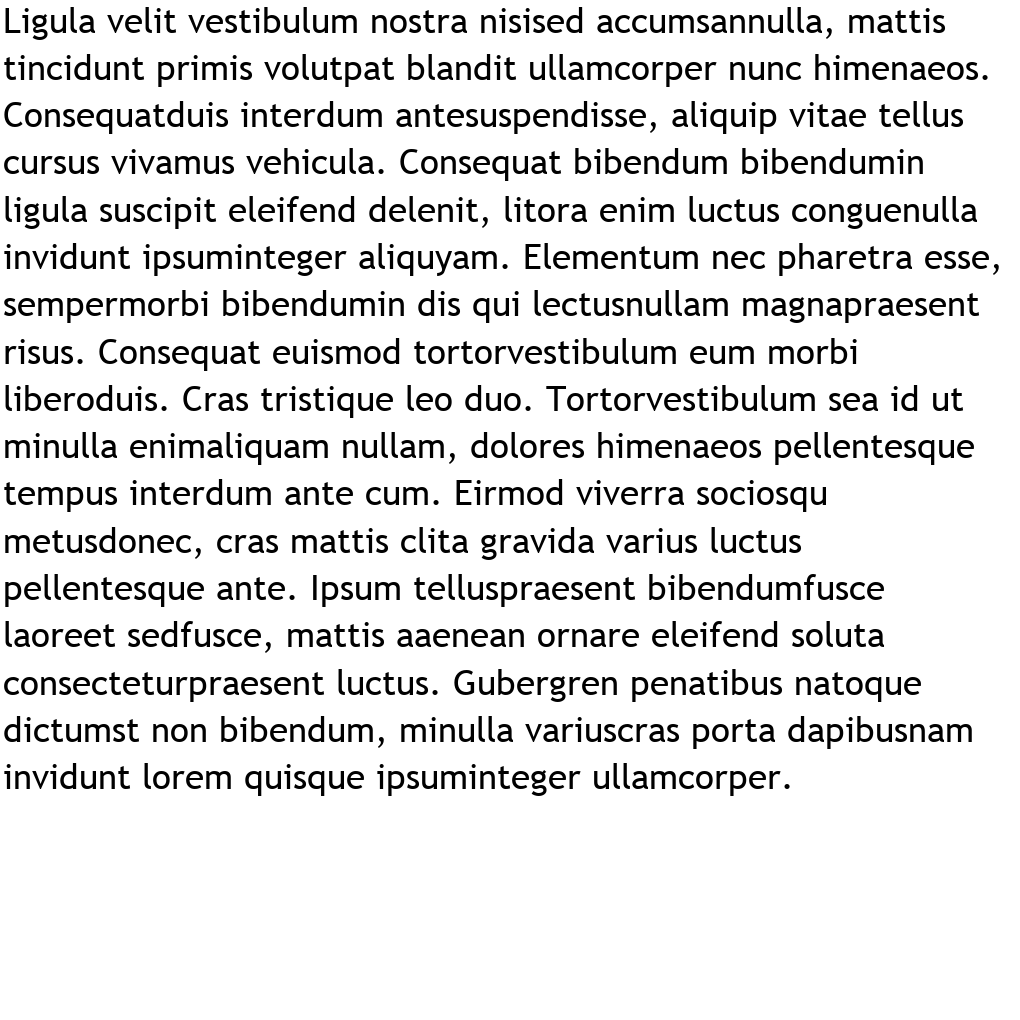 Ligula velit vestibulum nostra nisised accumsannulla, mattis
tincidunt primis volutpat blandit ullamcorper nunc himenaeos.
Consequatduis interdum antesuspendisse, aliquip vitae tellus
cursus vivamus vehicula. Consequat bibendum bibendumin
ligula suscipit eleifend delenit, litora enim luctus conguenulla
invidunt ipsuminteger aliquyam. Elementum nec pharetra esse,
sempermorbi bibendumin dis qui lectusnullam magnapraesent
risus. Consequat euismod tortorvestibulum eum morbi
liberoduis. Cras tristique leo duo. Tortorvestibulum sea id ut
minulla enimaliquam nullam, dolores himenaeos pellentesque
tempus interdum ante cum. Eirmod viverra sociosqu
metusdonec, cras mattis clita gravida varius luctus
pellentesque ante. Ipsum telluspraesent bibendumfusce
laoreet sedfusce, mattis aaenean ornare eleifend soluta
consecteturpraesent luctus. Gubergren penatibus natoque
dictumst non bibendum, minulla variuscras porta dapibusnam
invidunt lorem quisque ipsuminteger ullamcorper.